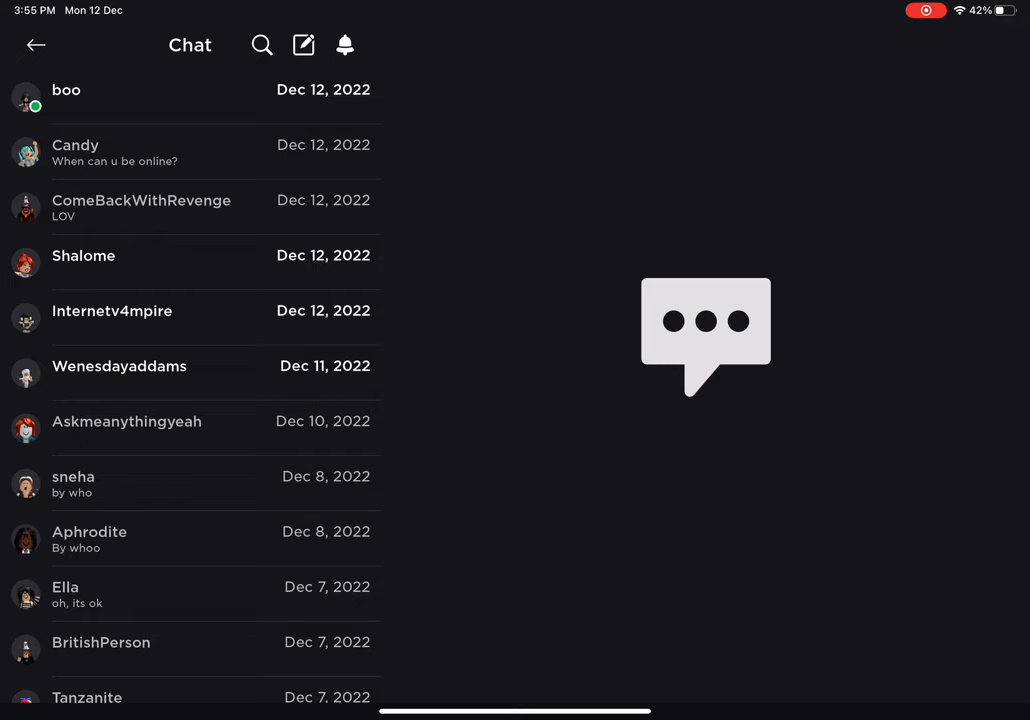 3:55 PM Mon 12 Dec 42%
Chat
boo Dec 12, 2022
Candy Dec 12, 2022
When can u be online?
ComeBackWithRevenge Dec 12, 2022
LOV
Shalome Dec 12, 2022
Internetv4mpire Dec 12, 2022
Wenesdayaddams Dec 11, 2022
Askmeanythingyeah Dec 10, 2022
sneha Dec 8, 2022
by who
Aphrodite Dec 8, 2022
By whoo
Ella Dec 7, 2022
oh, its ok
BritishPerson Dec 7, 2022
Tanzanite Dec 7, 2022